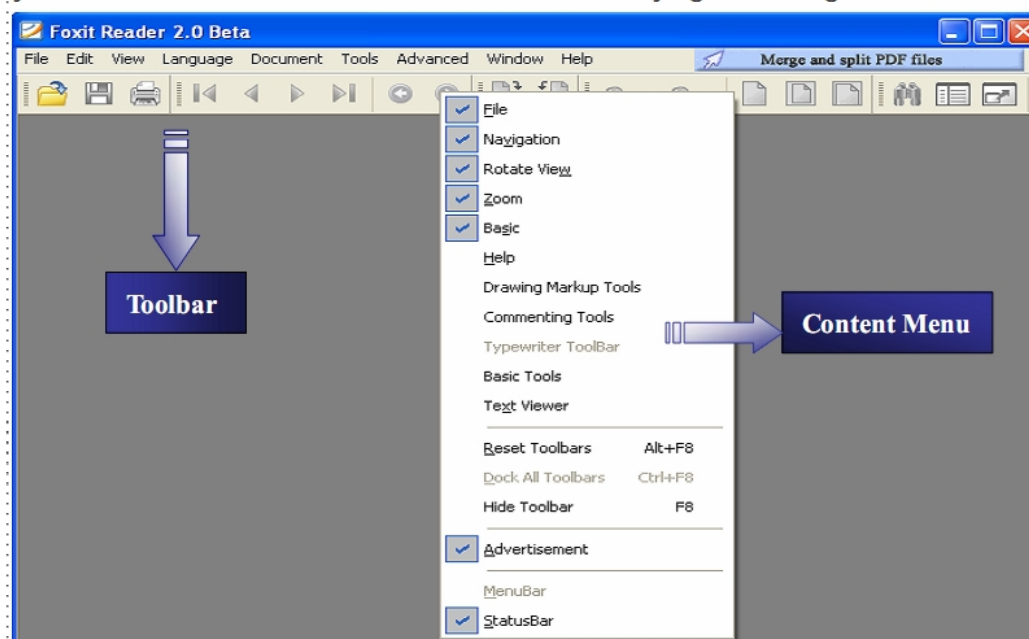 Foxit Reader 2.0 Beta
File Edit View Language Document Tools Advanced Window Help Merge and split PDF files
File
Navigation
Rotate View
Zoom
Basic
Help
Drawing Markup Tools
Toolbar
Commenting Tools
Content Menu
Typewriter ToolBar
Basic Tools
Text Viewer
Reset Toolbars Alt+F8
Dock All Toolbars Ctrl+F8
Hide Toolbar F8
Advertisement
MenuBar
StatusBar